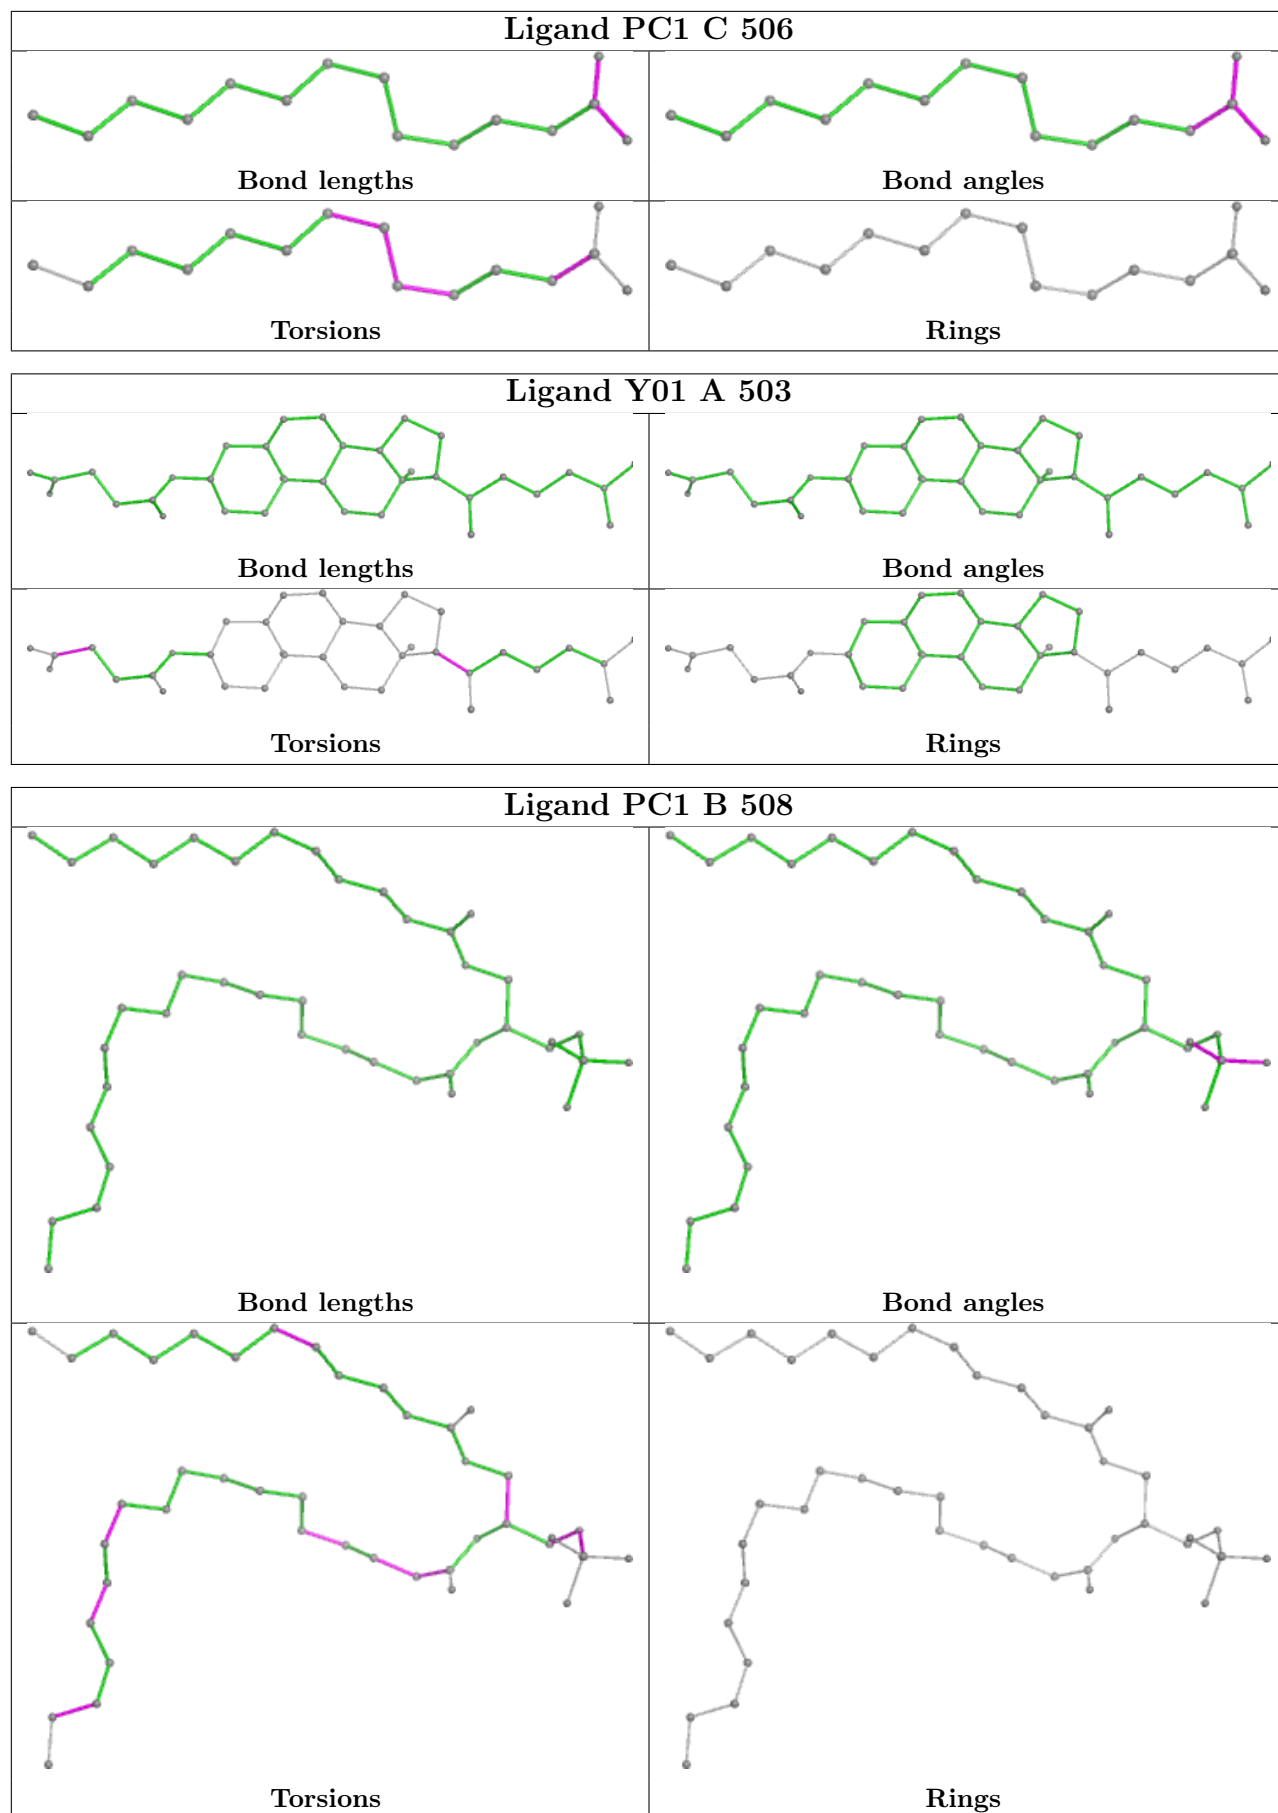 Ligand PC1 C 506
Bond lengths
Bond angles
Torsions
Rings
Ligand Y01 A 503
Bond lengths
Bond angles
Torsions
Rings
Ligand PC1 B 508
Bond lengths
Bond angles
Torsions
Rings